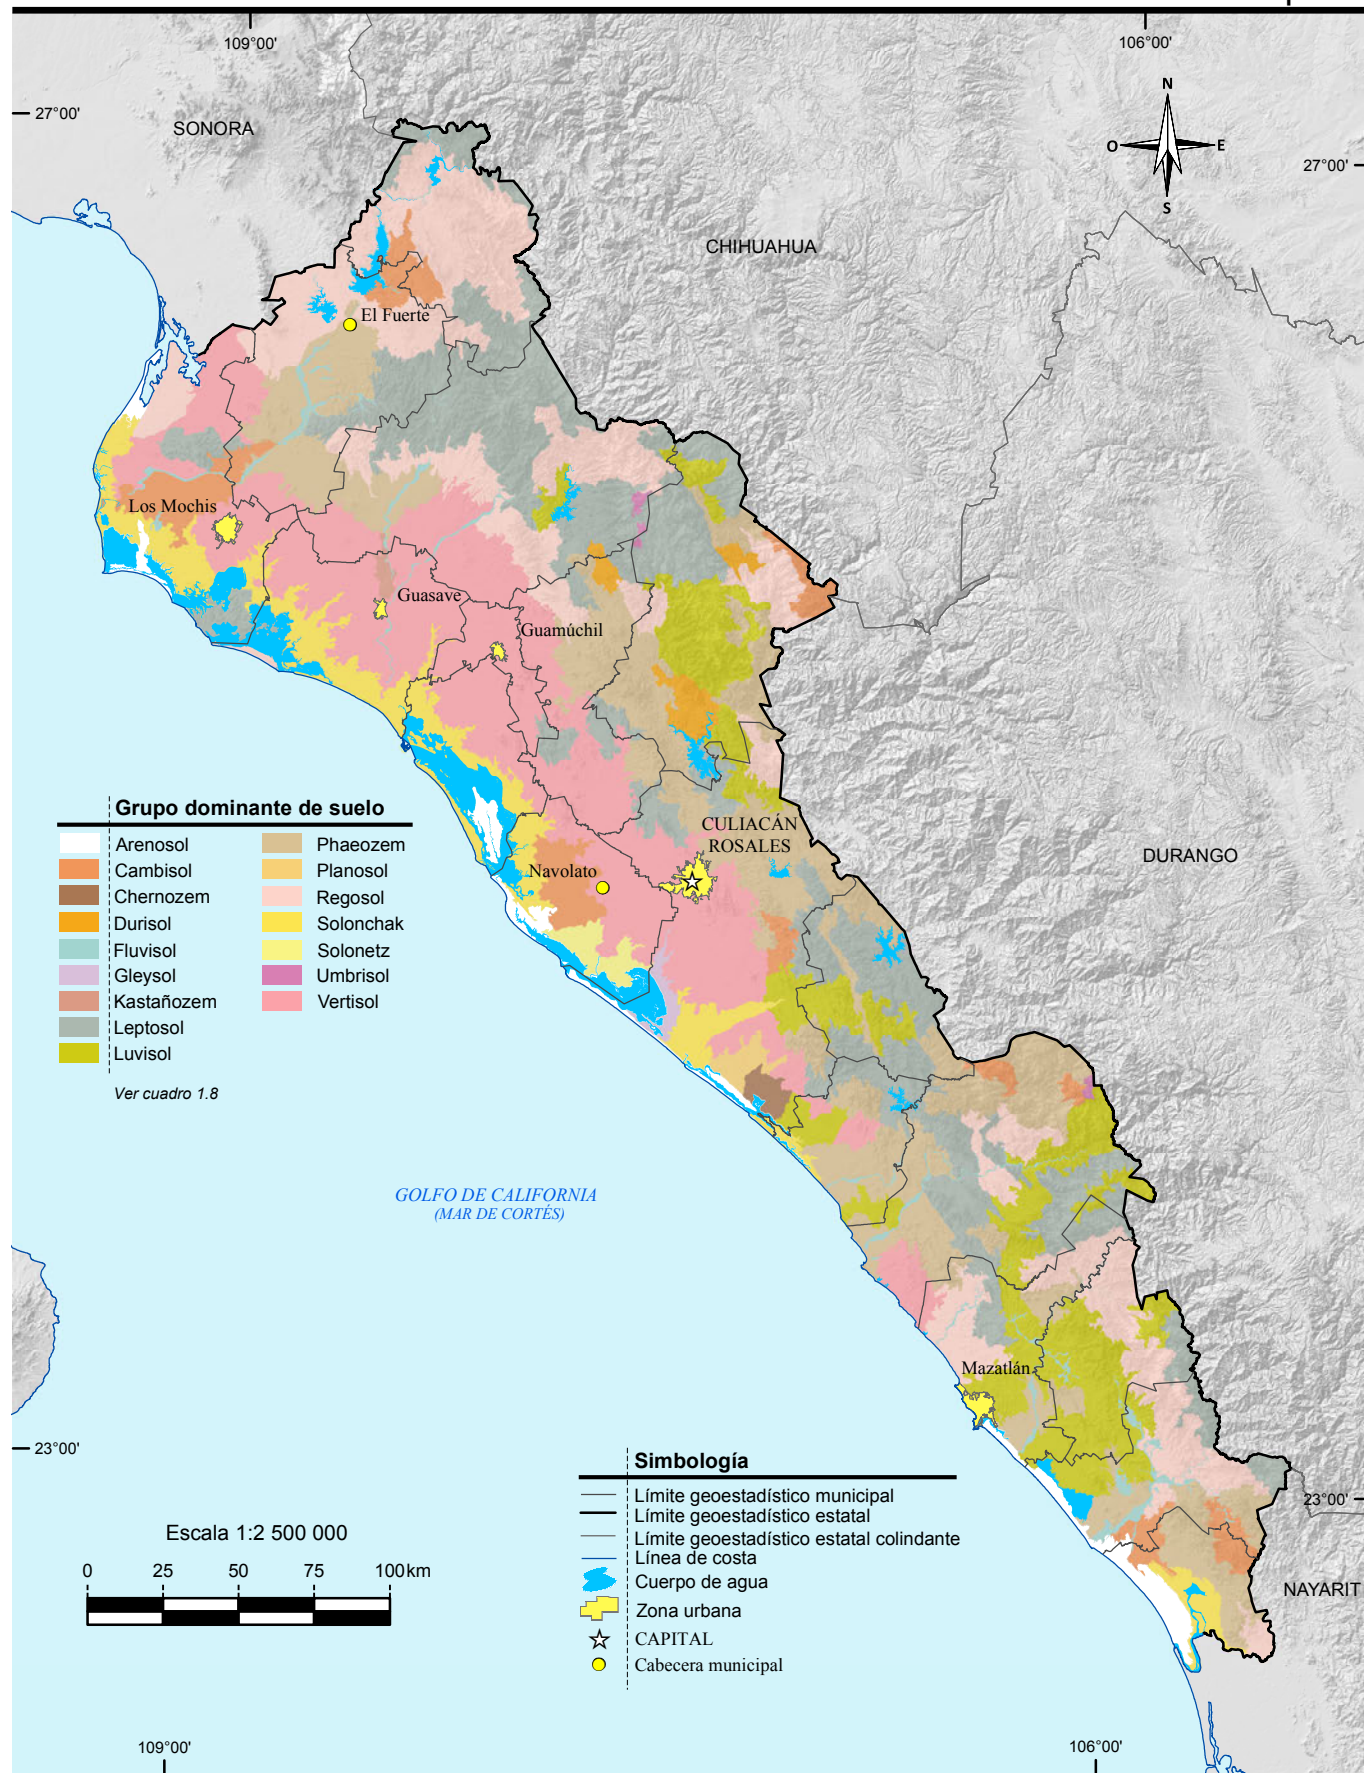 109°00'
106°00'
27°00'
SONORA
N
O
E
S
27°00'
CHIHUAHUA
El Fuerte
Los Mochis
Guasave
Guamúchil
Grupo dominante de suelo
Arenosol
Cambisol
Chernozem
Durisol
Fluvisol
Gleysol
Kastañozem
Leptosol
Luvisol
Phaeozem
Planosol
Regosol
Solonchak
Solonetz
Umbrisol
Vertisol
Ver cuadro 1.8
CULIACÁN
ROSALES
Navolato
DURANGO
GOLFO DE CALIFORNIA
(MAR DE CORTÉS)
Mazatlán
23°00'
23°00'
Simbología
Límite geoestadístico municipal
Límite geoestadístico estatal
Límite geoestadístico estatal colindante
Línea de costa
Cuerpo de agua
Zona urbana
CAPITAL
Cabecera municipal
Escala 1:2 500 000
0 25 50 75 100 km
NAYARIT
109°00'
106°00'